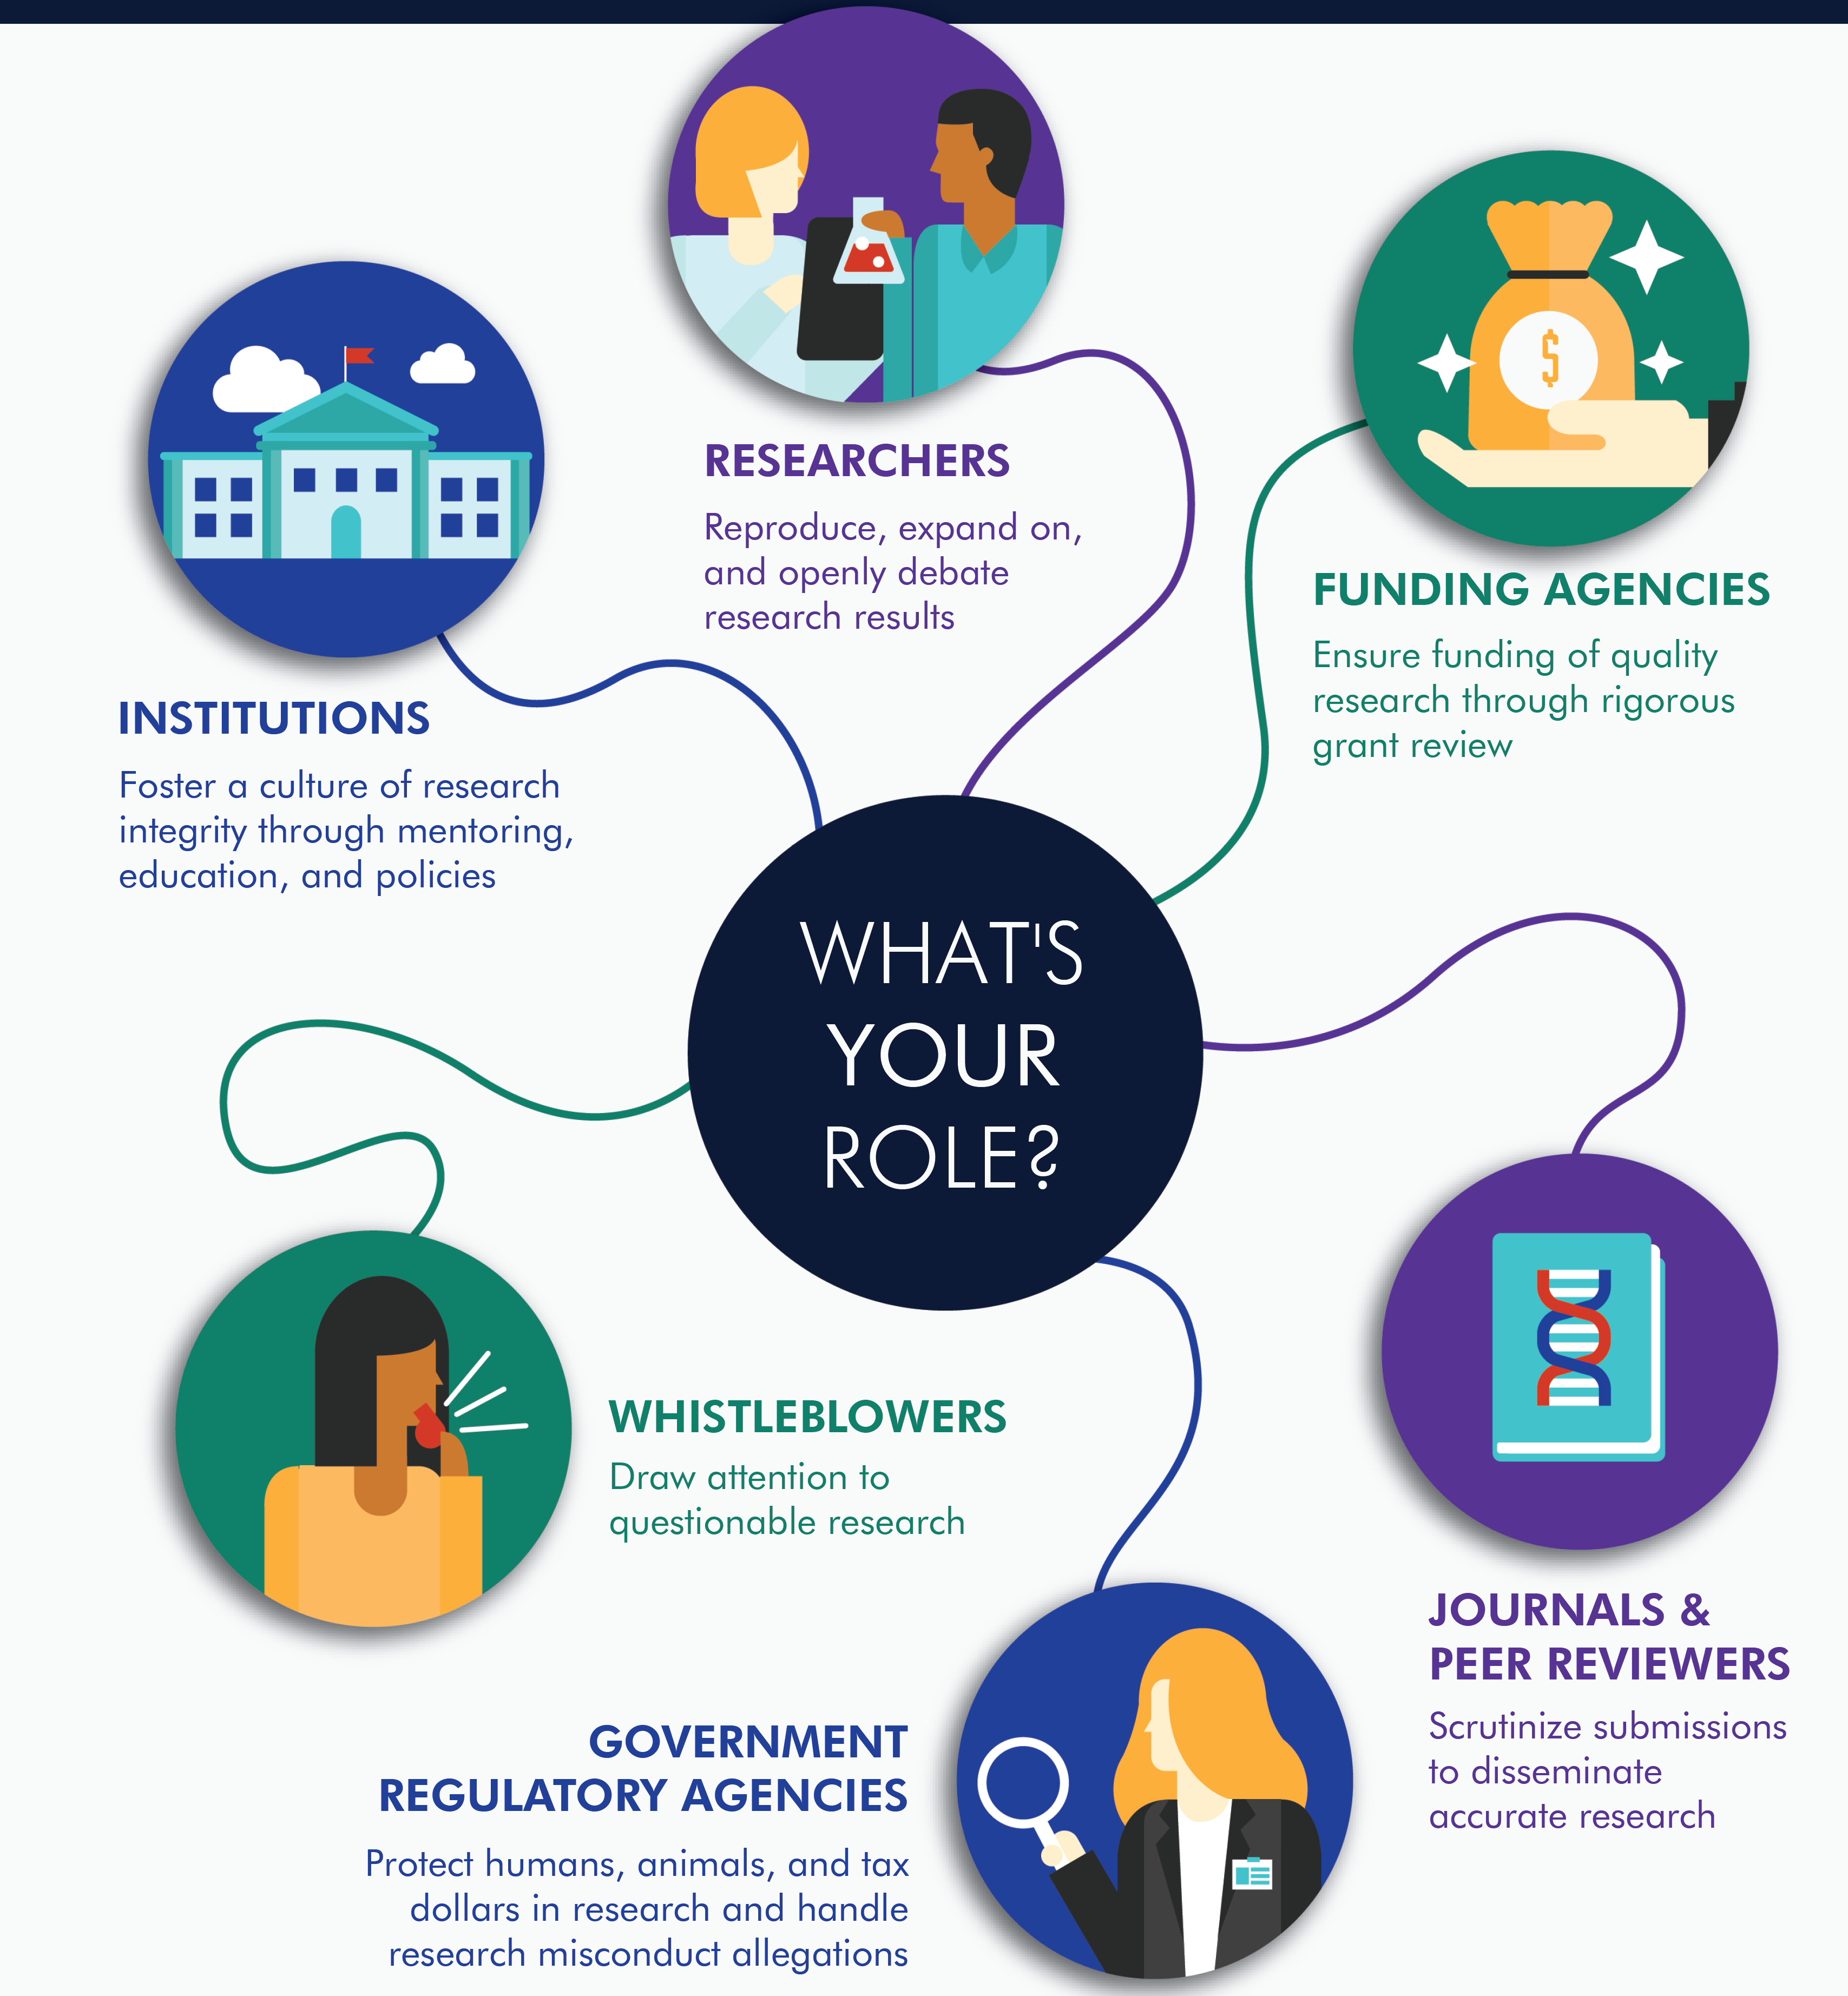 RESEARCHERS
Reproduce, expand on,
and openly debate
research results
$
FUNDING AGENCIES
Ensure funding of quality
research through rigorous
grant review
INSTITUTIONS
Foster a culture of research
integrity through mentoring,
education, and policies
WHAT'S
YOUR
ROLE?
WHISTLEBLOWERS
Draw attention to
questionable research
JOURNALS &
PEER REVIEWERS
Scrutinize submissions
to disseminate
accurate research
GOVERNMENT
REGULATORY AGENCIES
Protect humans, animals, and tax
dollars in research and handle
research misconduct allegations